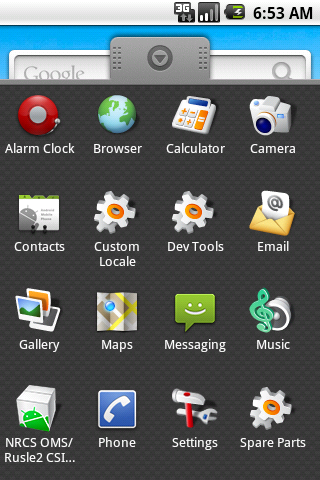 3G 6:53 AM
Google
Alarm Clock Browser Calculator Camera
Contacts Custom Locale Dev Tools Email
Gallery Maps Messaging Music
NRCS OMS/ Phone Settings Spare Parts
Rusle2 CSI...